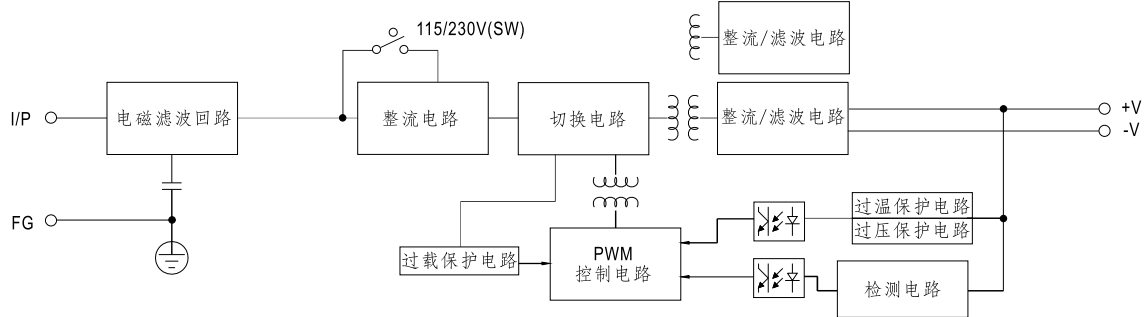 115/230V(SW)
整流/滤波电路
I/P
电磁滤波回路
整流电路
切换电路
整流/滤波电路
+V
-V
FG
过载保护电路
PWM
控制电路
过温保护电路
过压保护电路
检测电路